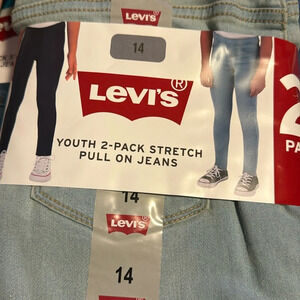 Levi's
14
Levi's®
YOUTH 2-PACK STRETCH
PULL ON JEANS
2
PA
14
Levi's
14